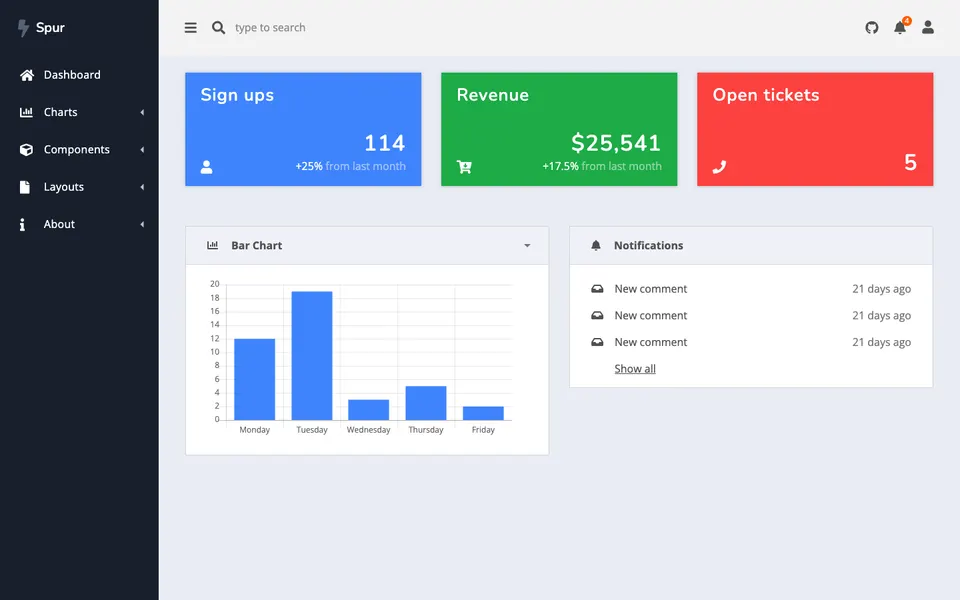 Spur
type to search
4
Dashboard
Charts
Components
Layouts
About
Sign ups
114
+25% from last month
Revenue
$25,541
+17.5% from last month
Open tickets
5
Bar Chart
20
18
16
14
12
10
8
6
4
2
0
Monday Tuesday Wednesday Thursday Friday
Notifications
New comment 21 days ago
New comment 21 days ago
New comment 21 days ago
Show all